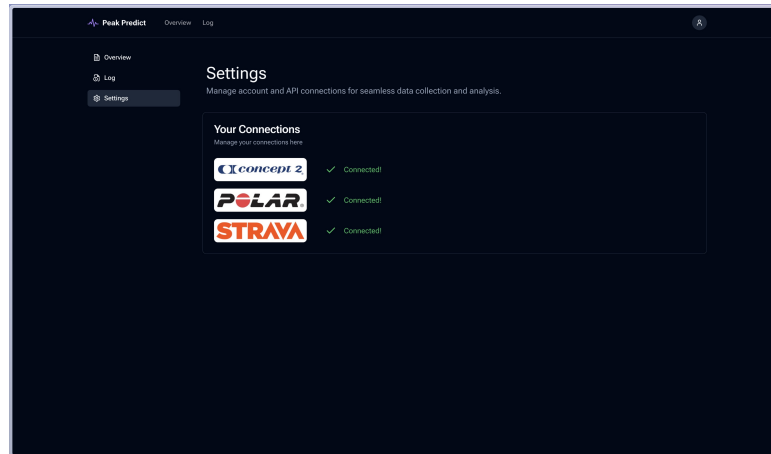 Peak Predict
Overview
Log
Overview
Log
Settings
Settings
Manage account and API connections for seamless data collection and analysis.
Your Connections
Manage your connections here
concept 2
Connected!
POLAR
Connected!
STRAVA
Connected!